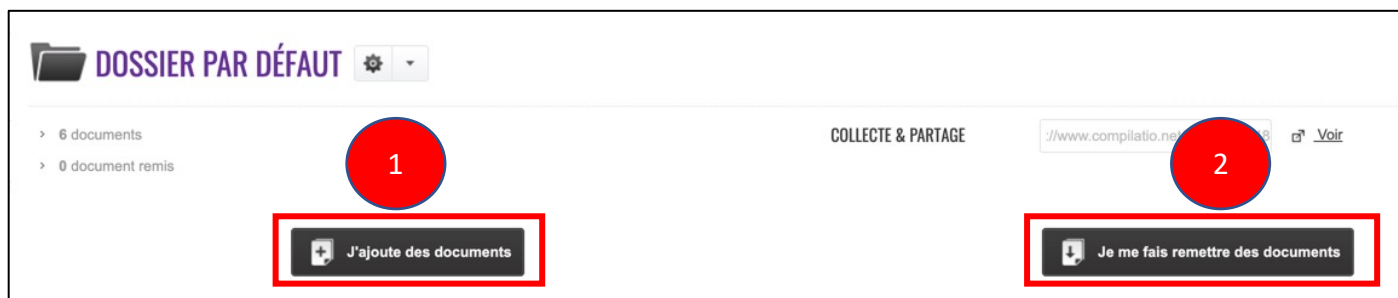 DOSSIER PAR DÉFAUT
> 6 documents
> 0 document remis
COLLECTE & PARTAGE
://www.compilatio.ne
8
Voir
1
2
J'ajoute des documents
Je me fais remettre des documents